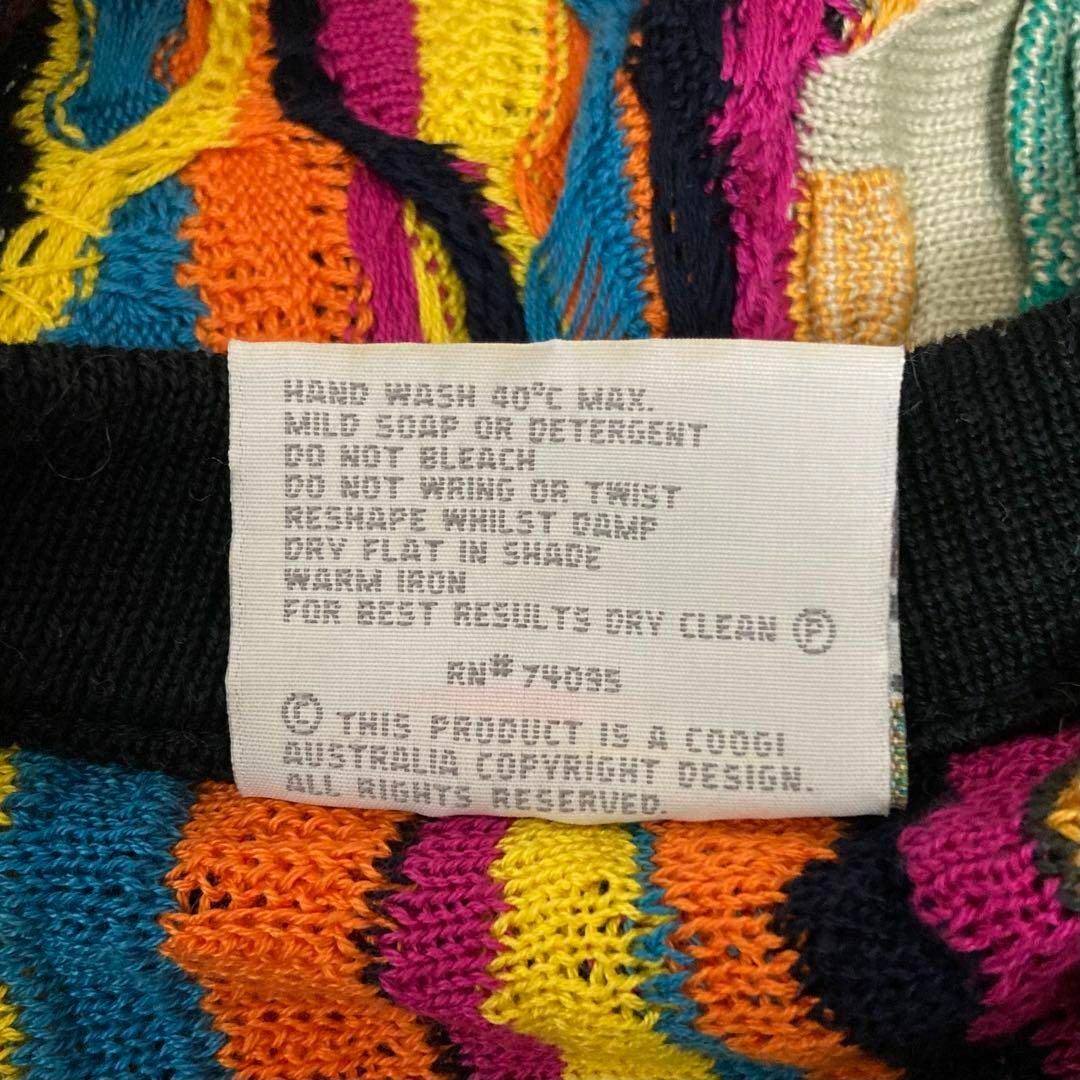 HAND WASH 40°C MAX.
MILD SOAP OR DETERGENT
DO NOT BLEACH
DO NOT WRING OR TWIST
RESHAPE WHILST DAMP
DRY FLAT IN SHADE
WARM IRON
FOR BEST RESULTS DRY CLEAN Ⓟ
RN# 74095
© THIS PRODUCT IS A COOGI
AUSTRALIA COPYRIGHT DESIGN.
ALL RIGHTS RESERVED.